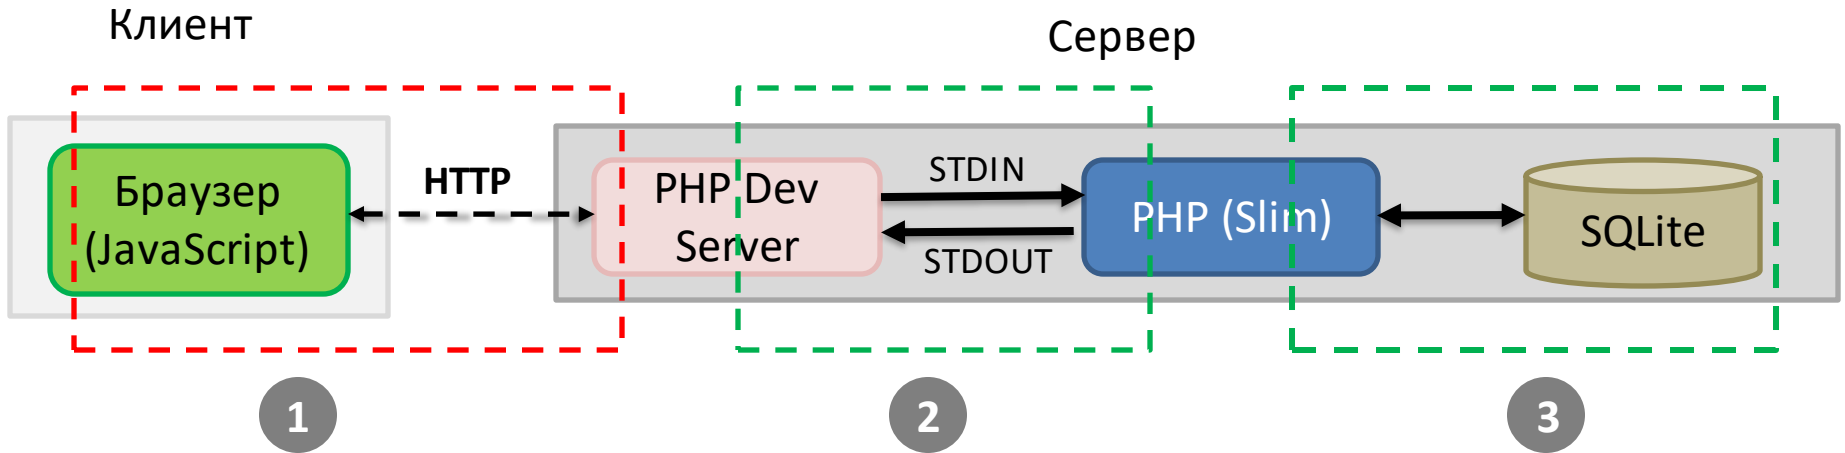 Клиент
Сервер
Браузер
(JavaScript)
HTTP
PHP Dev
Server
STDIN
STDOUT
PHP (Slim)
SQLite
1
2
3